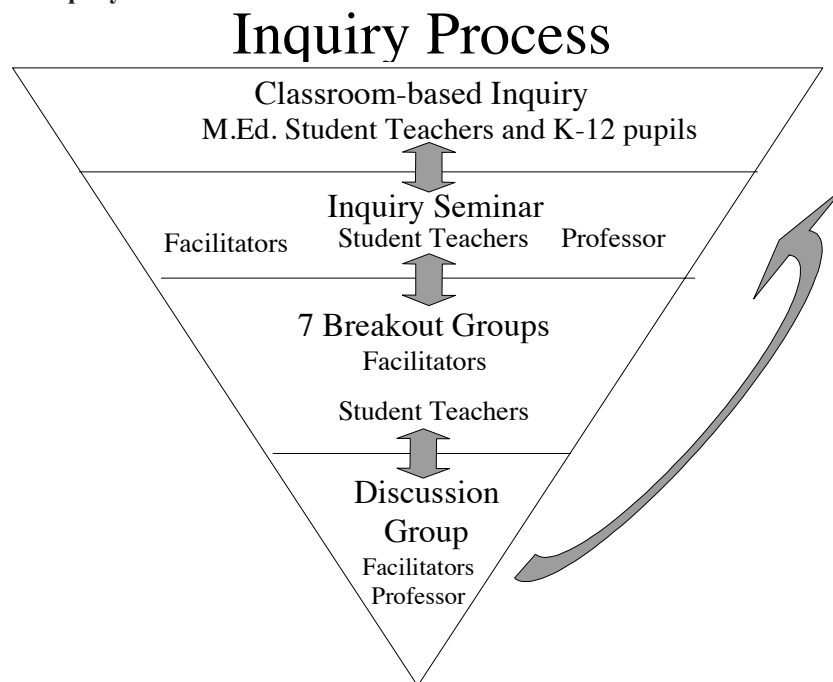 Inquiry Process
Classroom-based Inquiry
M.Ed. Student Teachers and K-12 pupils
Inquiry Seminar
Facilitators Student Teachers Professor
7 Breakout Groups
Facilitators
Student Teachers
Discussion
Group
Facilitators
Professor